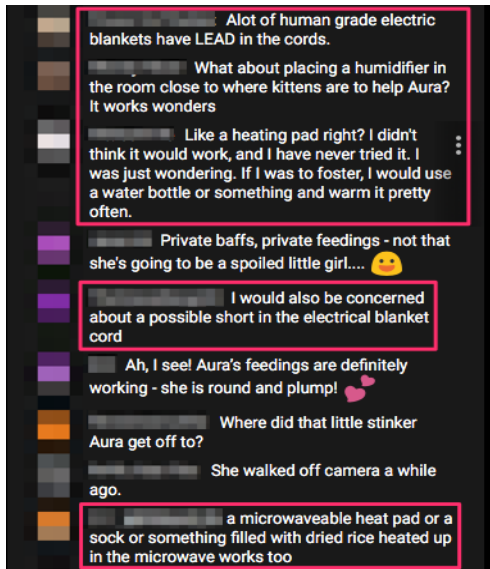 Alot of human grade electric
blankets have LEAD in the cords.
What about placing a humidifier in
the room close to where kittens are to help Aura?
It works wonders
Like a heating pad right? I didn't
think it would work, and I have never tried it. I
was just wondering. If I was to foster, I would use
a water bottle or something and warm it pretty
often.
Private baffs, private feedings - not that
she's going to be a spoiled little girl....
I would also be concerned
about a possible short in the electrical blanket
cord
Ah, I see! Aura's feedings are definitely
working - she is round and plump!
Where did that little stinker
Aura get off to?
She walked off camera a while
ago.
a microwaveable heat pad or a
sock or something filled with dried rice heated up
in the microwave works too